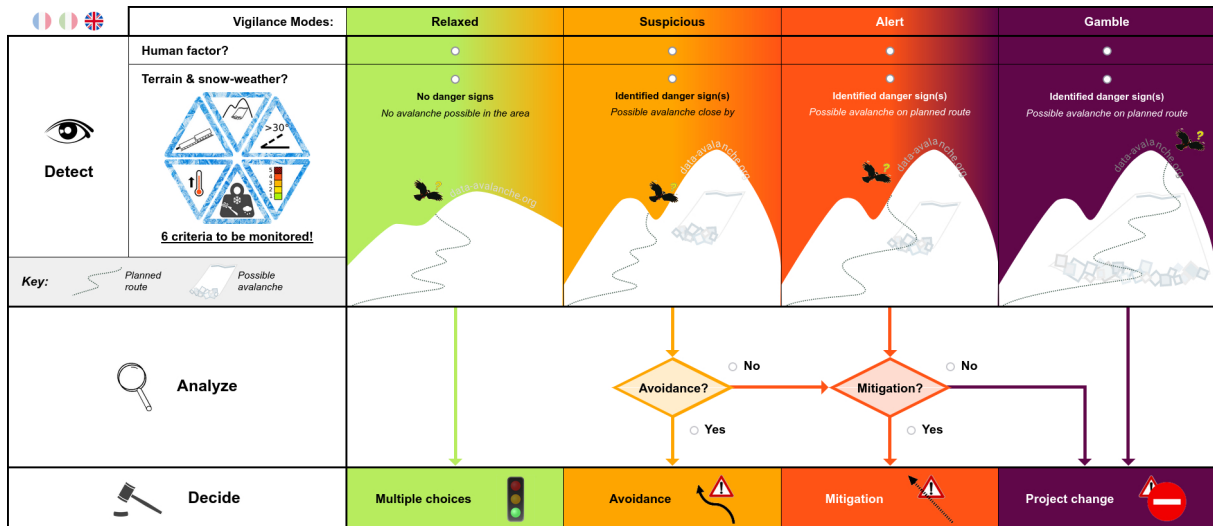 Vigilance Modes:
Relaxed
Suspicious
Alert
Gamble
Human factor?
Detect
Terrain & snow-weather?
>30°
5
4
3
2
1
6 criteria to be monitored!
No danger signs
No avalanche possible in the area
?
data-avalanche.org
Identified danger sign(s)
Possible avalanche close by
?
data-avalanche.org
Identified danger sign(s)
Possible avalanche on planned route
?
data-avalanche.org
Identified danger sign(s)
Possible avalanche on planned route
?
data-avalanche.org
Key:
Planned
route
Possible
avalanche
Analyze
Avoidance?
No
Yes
Mitigation?
No
Yes
Decide
Multiple choices
Avoidance
!
Mitigation
!
Project change
!